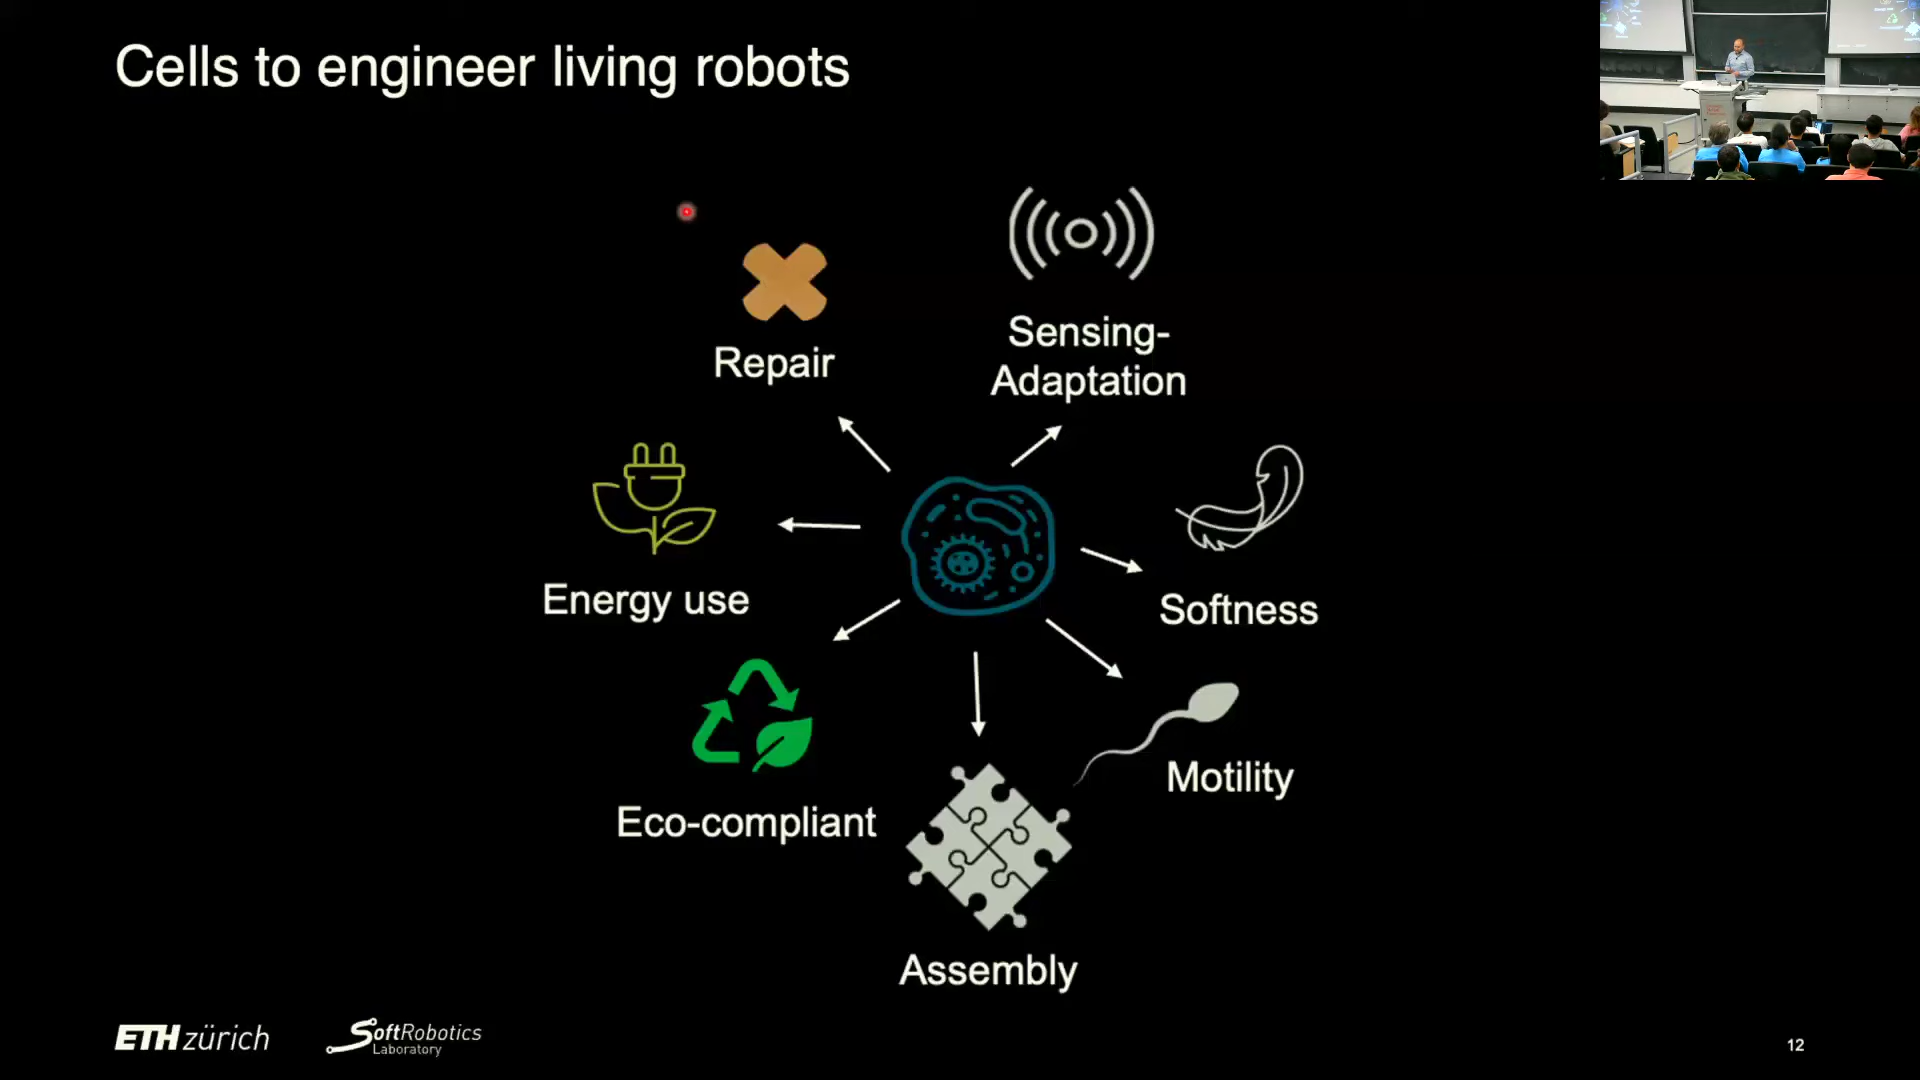 Cells to engineer living robots
Repair
Sensing-
Adaptation
Energy use
Softness
Eco-compliant
Motility
Assembly
ETH zürich
SoftRobotics
Laboratory
12